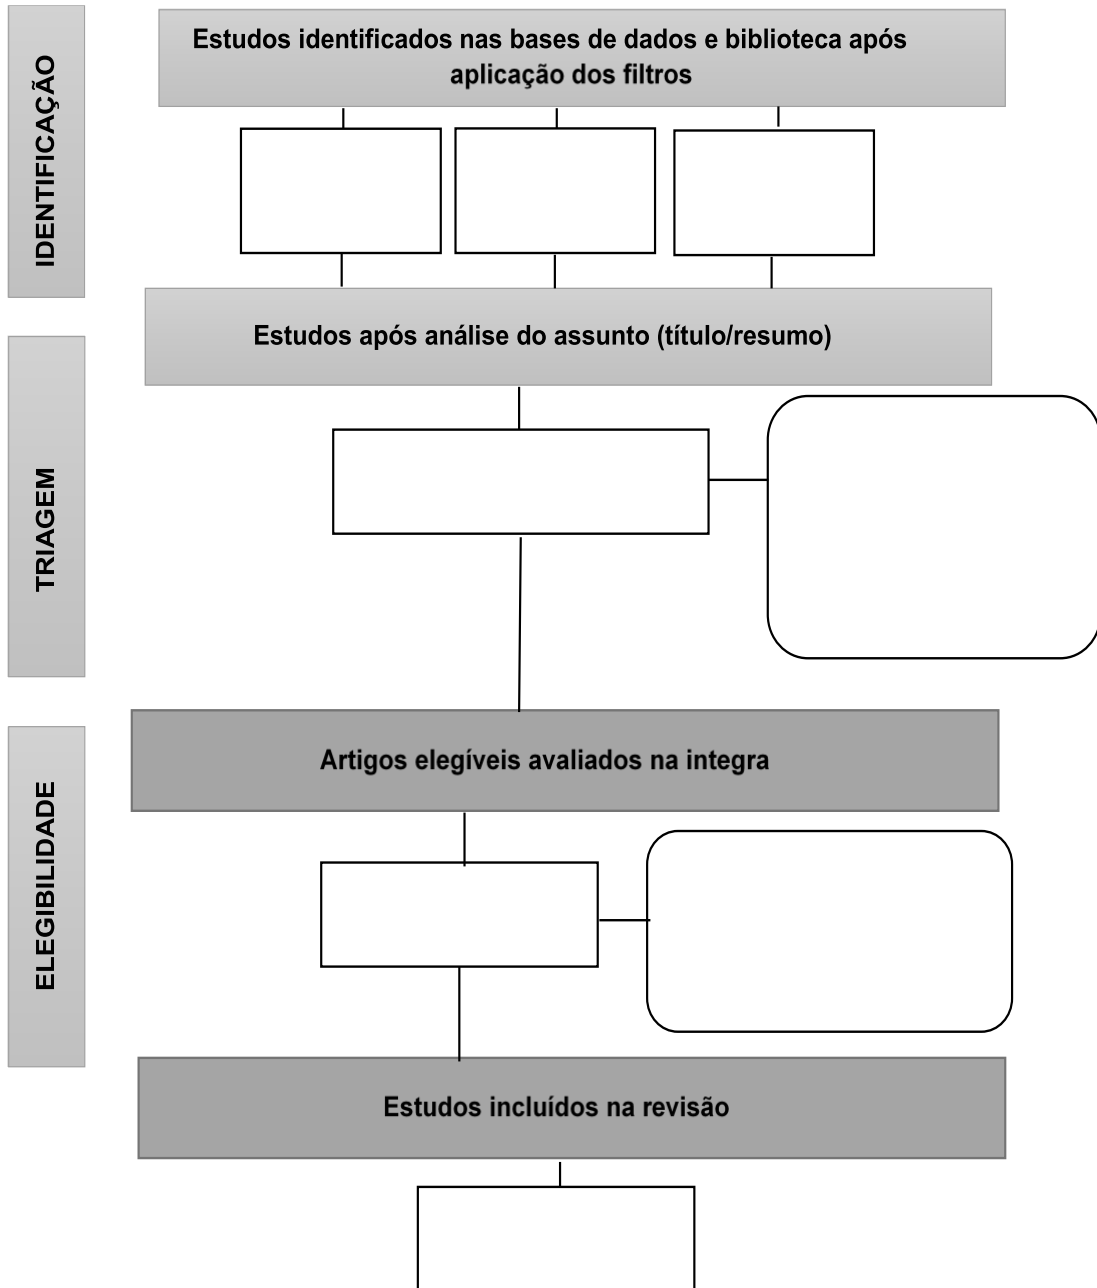 IDENTIFICAÇÃO
Estudos identificados nas bases de dados e biblioteca após
aplicação dos filtros
Estudos após análise do assunto (título/resumo)
TRIAGEM
Artigos elegíveis avaliados na integra
ELEGIBILIDADE
Estudos incluídos na revisão